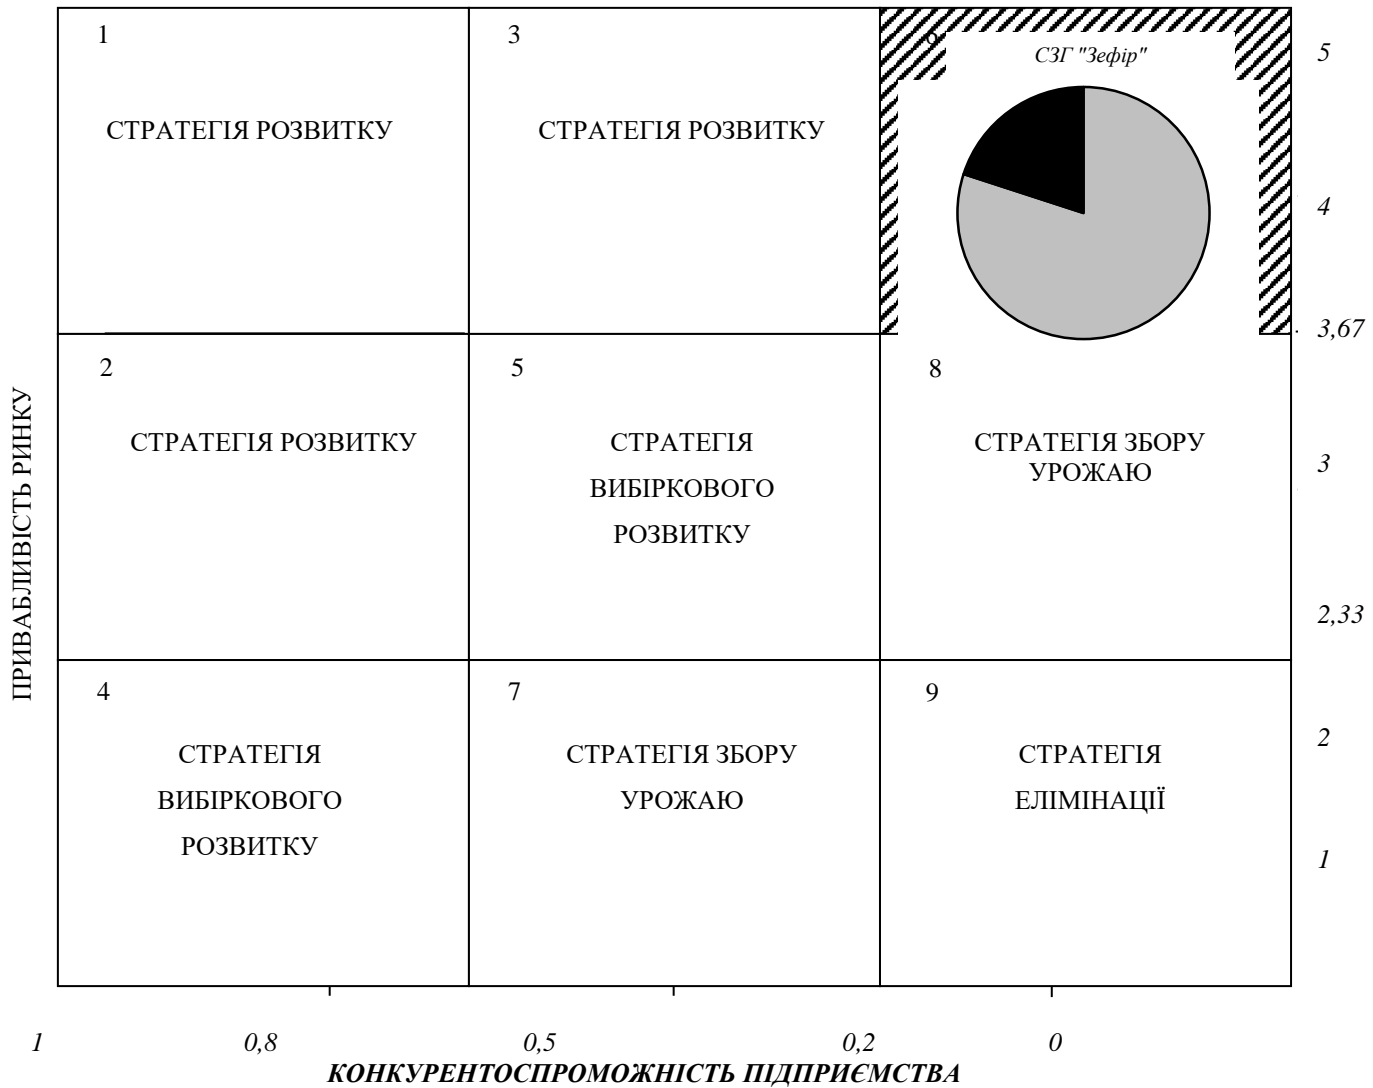 1
3
6
СЗГ "Зефір"
5
СТРАТЕГІЯ РОЗВИТКУ
СТРАТЕГІЯ РОЗВИТКУ
4
3,67
2
5
8
СТРАТЕГІЯ РОЗВИТКУ
СТРАТЕГІЯ
ВИБІРКОВОГО
РОЗВИТКУ
СТРАТЕГІЯ ЗБОРУ
УРОЖАЮ
3
2,33
ПРИВАБЛИВІСТЬ РИНКУ
4
7
9
СТРАТЕГІЯ
ВИБІРКОВОГО
РОЗВИТКУ
СТРАТЕГІЯ ЗБОРУ
УРОЖАЮ
СТРАТЕГІЯ
ЕЛІМІНАЦІЇ
2
1
1
0,8
0,5
0,2
0
КОНКУРЕНТОСПРОМОЖНІСТЬ ПІДПРИЄМСТВА